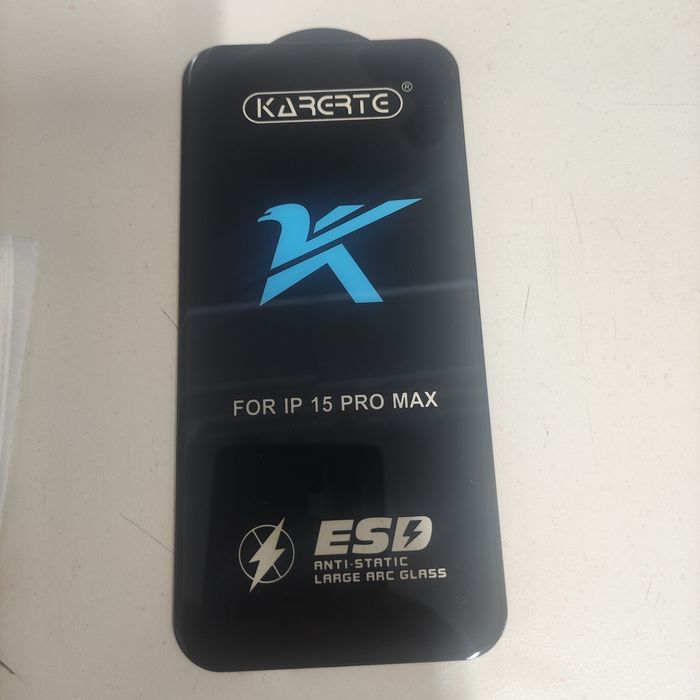 KARERTE®
FOR IP 15 PRO MAX
ESD
ANTI-STATIC
LARGE ARC GLASS